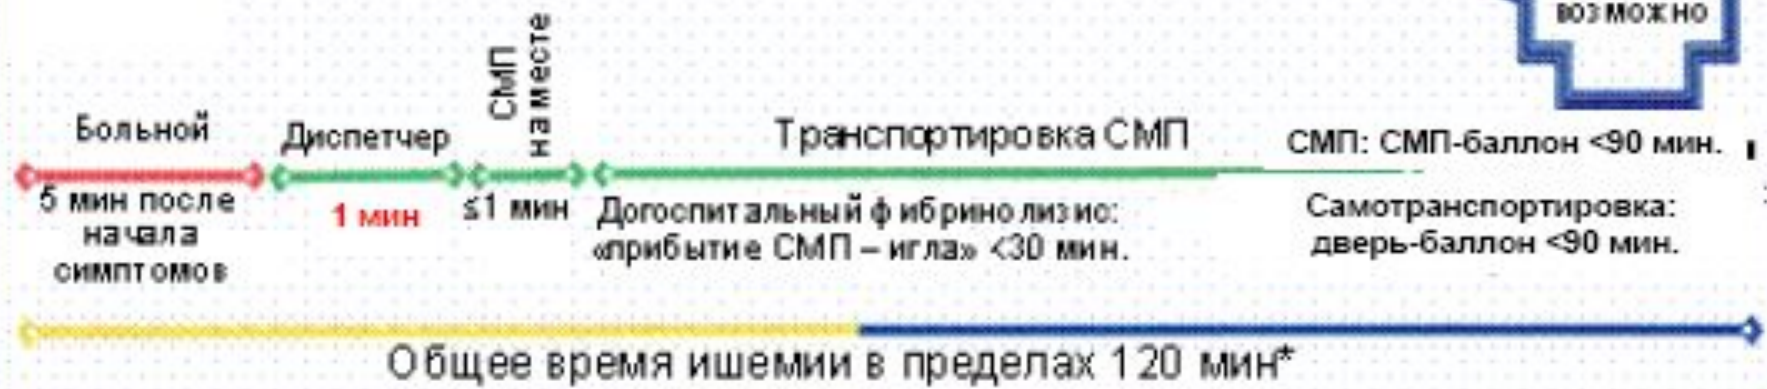 возможно
СМП
на месте
Больной
Диспетчер
Транспортировка СМП
СМП: СМП-баллон <90 мин.
5 мин после
начала
симптомов
1 мин
≤1 мин
Догоспитальный фибринолизис:
«прибытие СМП – игла» <30 мин.
Самотранспортировка:
дверь-баллон <90 мин.
Общее время ишемии в пределах 120 мин*